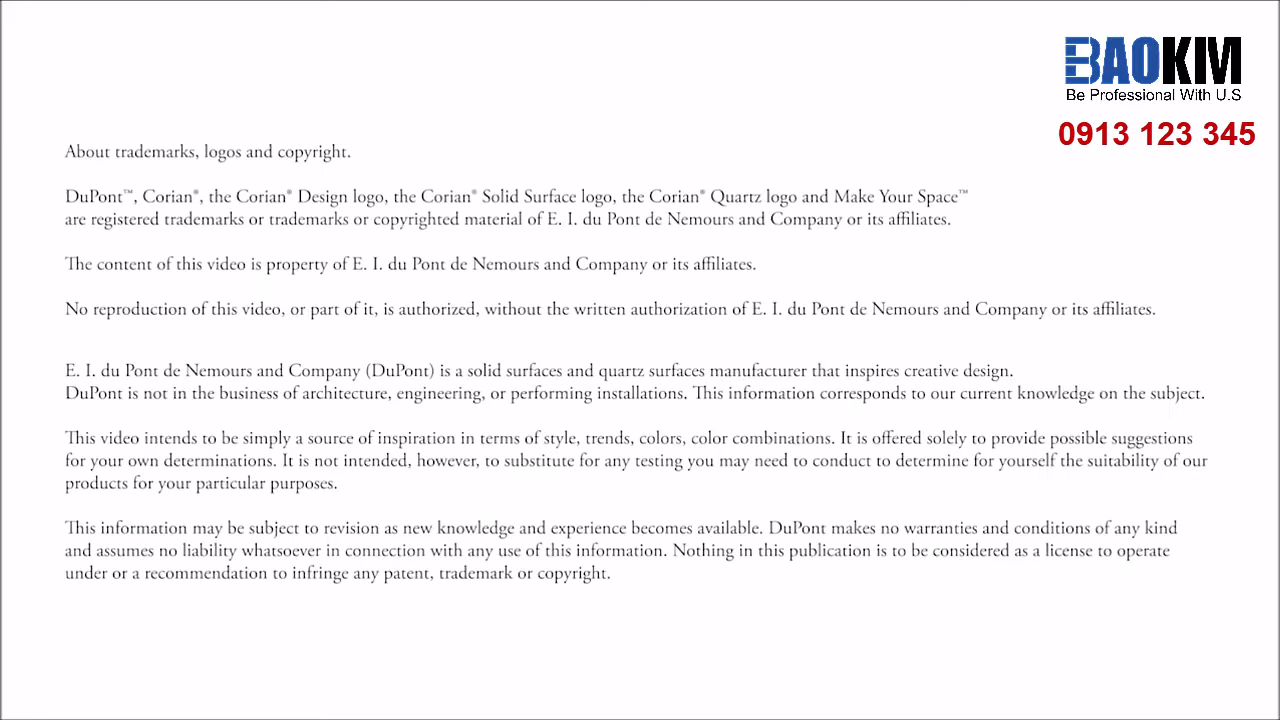 BAOKIM
Be Professional With U.S
0913 123 345
About trademarks, logos and copyright.
DuPont™, Corian®, the Corian® Design logo, the Corian® Solid Surface logo, the Corian® Quartz logo and Make Your Space™
are registered trademarks or trademarks or copyrighted material of E. I. du Pont de Nemours and Company or its affiliates.
The content of this video is property of E. I. du Pont de Nemours and Company or its affiliates.
No reproduction of this video, or part of it, is authorized, without the written authorization of E. I. du Pont de Nemours and Company or its affiliates.
E. I. du Pont de Nemours and Company (DuPont) is a solid surfaces and quartz surfaces manufacturer that inspires creative design.
DuPont is not in the business of architecture, engineering, or performing installations. This information corresponds to our current knowledge on the subject.
This video intends to be simply a source of inspiration in terms of style, trends, colors, color combinations. It is offered solely to provide possible suggestions
for your own determinations. It is not intended, however, to substitute for any testing you may need to conduct to determine for yourself the suitability of our
products for your particular purposes.
This information may be subject to revision as new knowledge and experience becomes available. DuPont makes no warranties and conditions of any kind
and assumes no liability whatsoever in connection with any use of this information. Nothing in this publication is to be considered as a license to operate
under or a recommendation to infringe any patent, trademark or copyright.